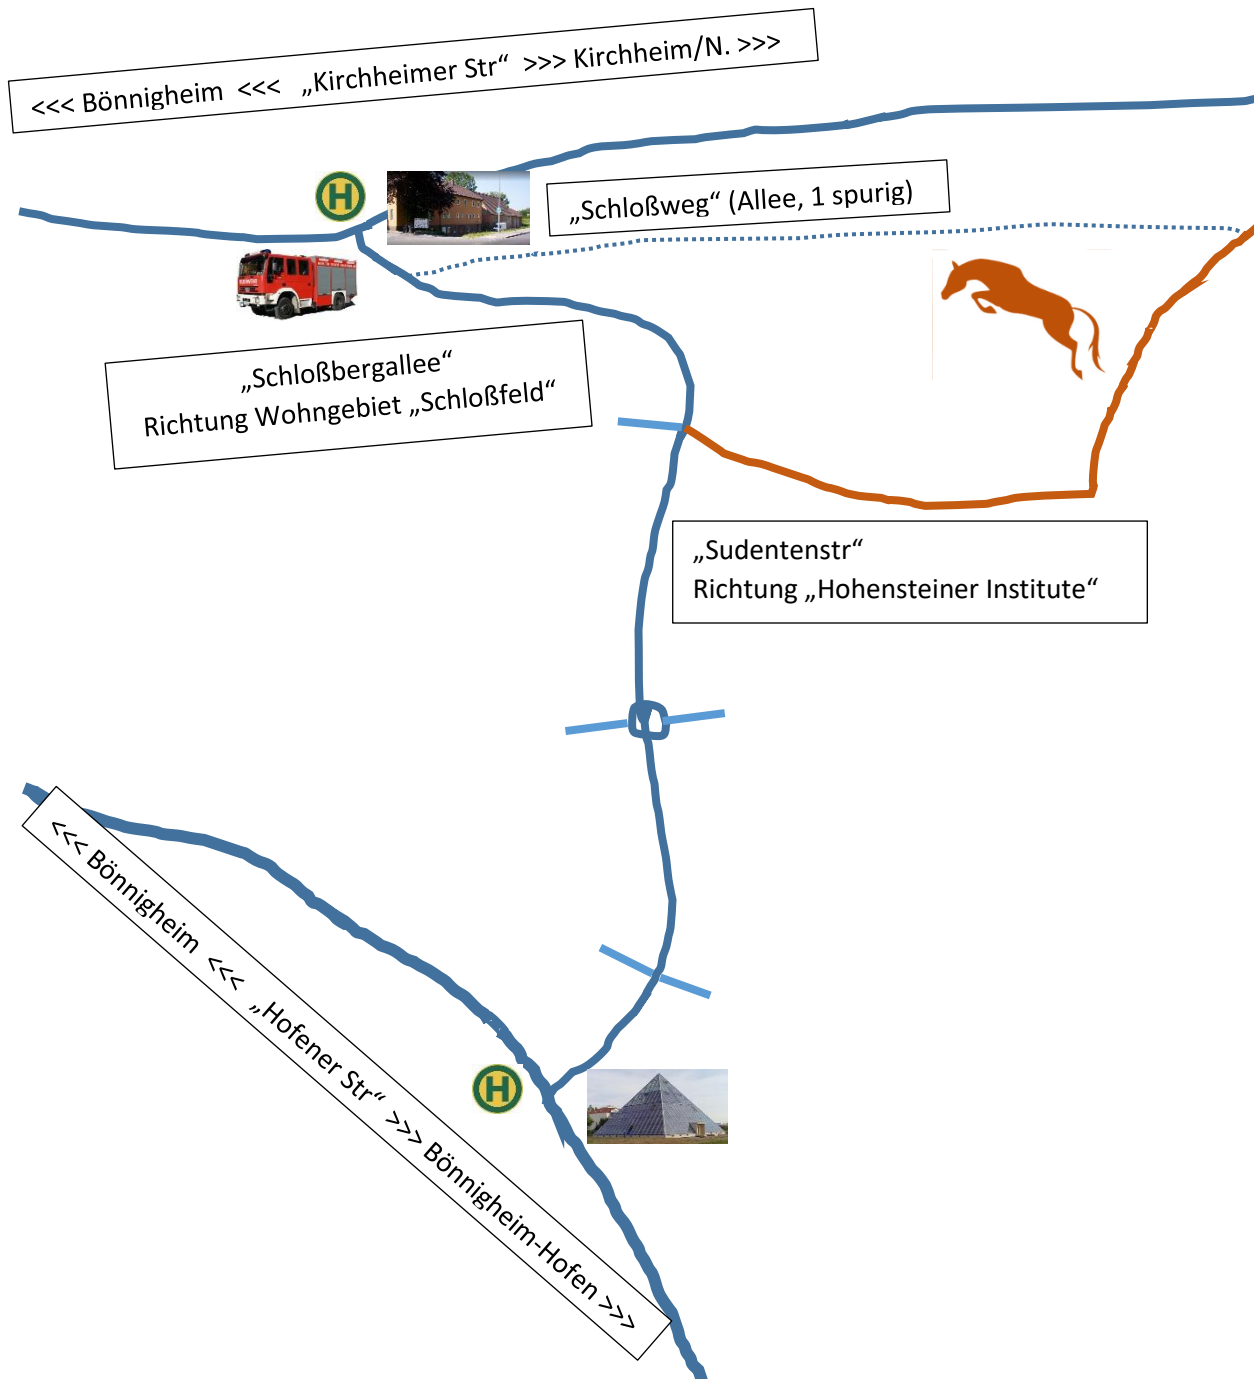 <<< Bönnigheim <<< „Kirchheimer Str“ >>> Kirchheim/N. >>>
H
„Schloßweg“ (Allee, 1 spurig)
„Schloßbergallee“
Richtung Wohngebiet „Schloßfeld“
„Sudentenstr“
Richtung „Hohensteiner Institute“
<<< Bönnigheim <<< „Hofener Str“ >>> Bönnigheim-Hofen >>>
H